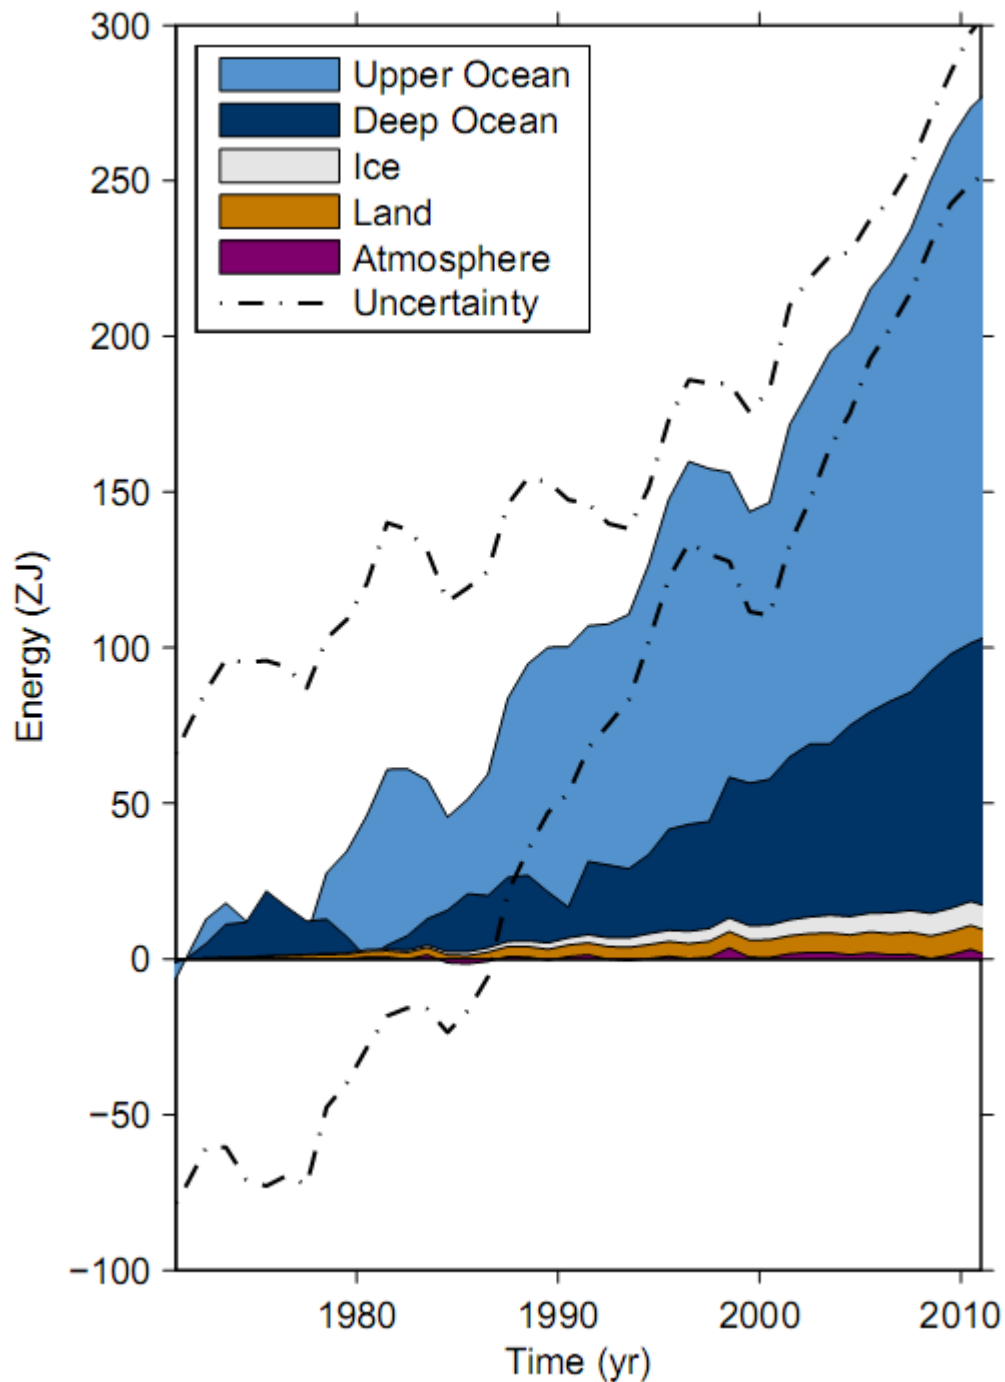 300
250
200
150
100
50
0
−50
−100
Energy (ZJ)
Upper Ocean
Deep Ocean
Ice
Land
Atmosphere
Uncertainty
1980 1990 2000 2010
Time (yr)